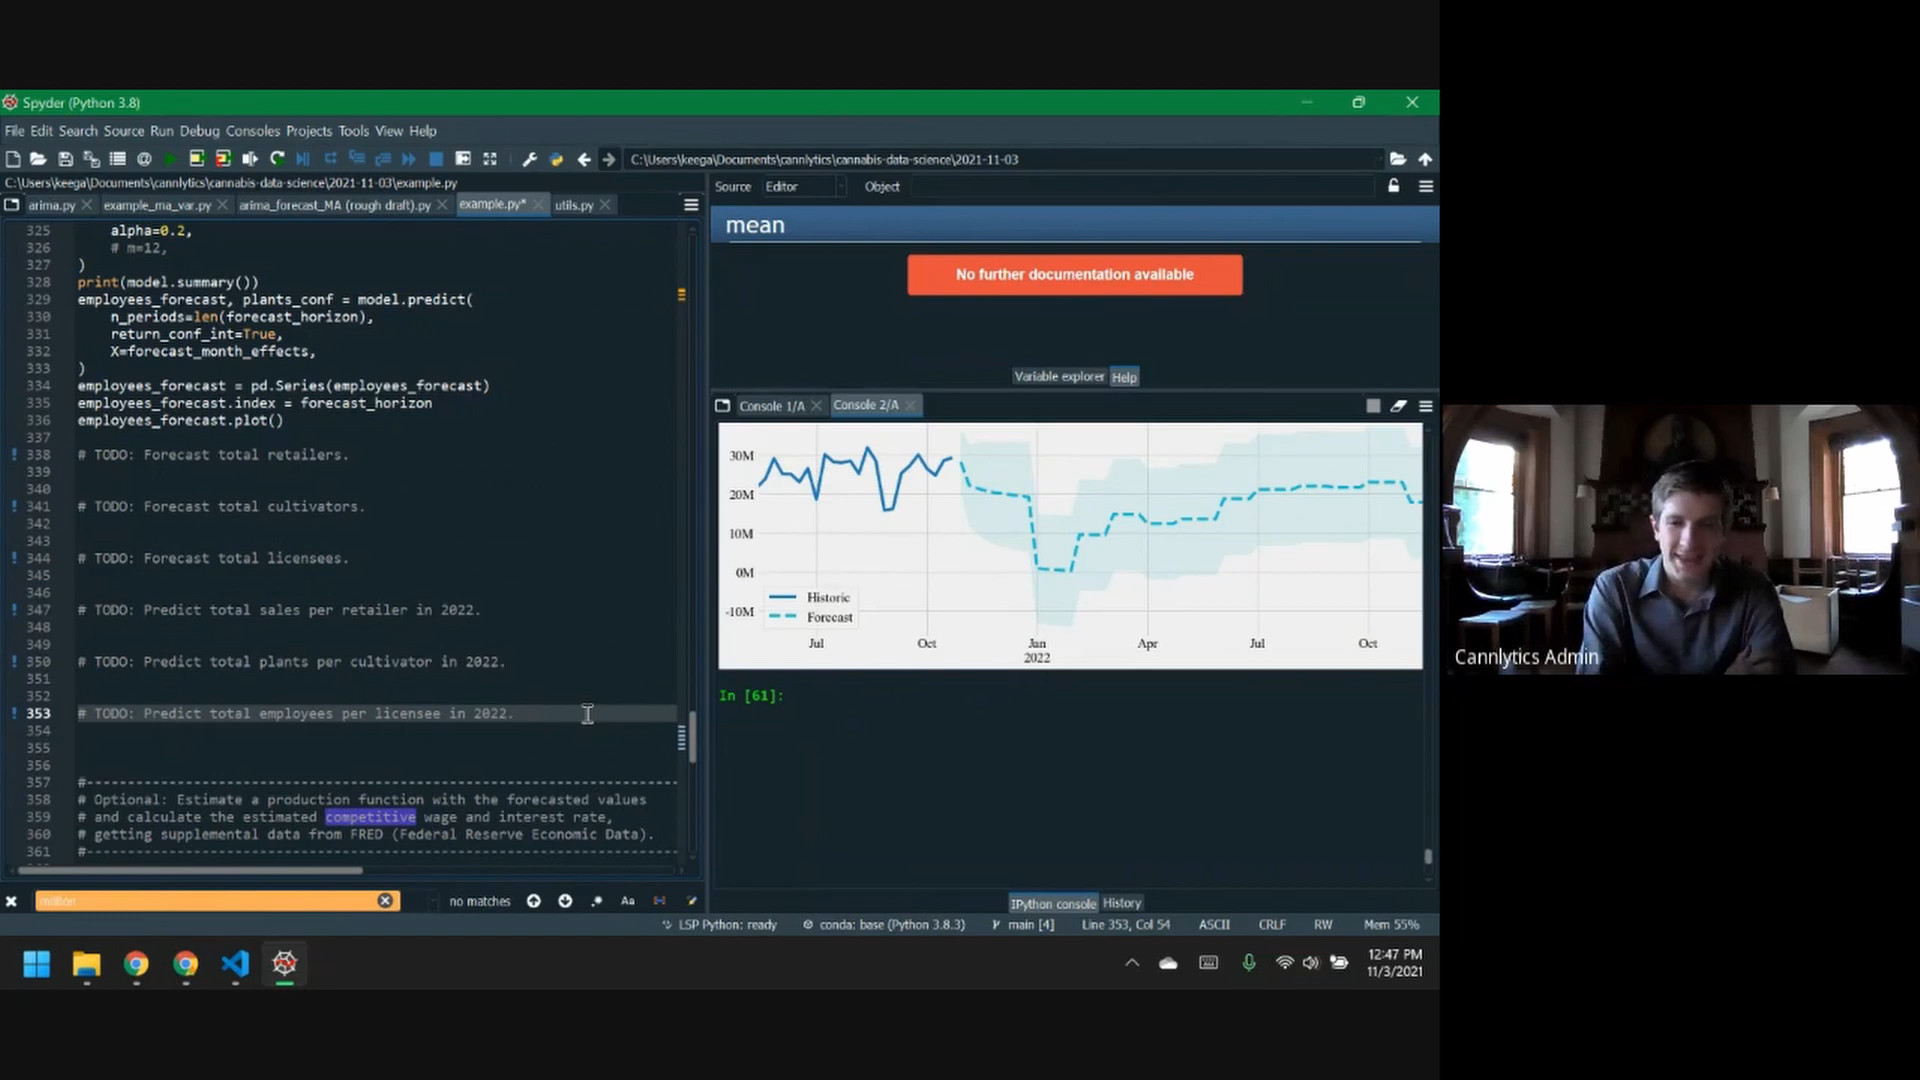 Spyder (Python 3.8)
File Edit Search Source Run Debug Consoles Projects Tools View Help
C:\Users\keega\Documents\cannlytics\cannabis-data-science\2021-11-03
C:\Users\keega\Documents\cannlytics\cannabis-data-science\2021-11-03\example.py
arima.py example_ma_var.py arima_forecast_MA (rough draft).py example.py* utils.py
325 alpha=0.2,
326 # m=12,
327 )
328 print(model.summary())
329 employees_forecast, plants_conf = model.predict(
330 n_periods=len(forecast_horizon),
331 return_conf_int=True,
332 X=forecast_month_effects,
333 )
334 employees_forecast = pd.Series(employees_forecast)
335 employees_forecast.index = forecast_horizon
336 employees_forecast.plot()
337
338 # TODO: Forecast total retailers.
339
340
341 # TODO: Forecast total cultivators.
342
343
344 # TODO: Forecast total licensees.
345
346
347 # TODO: Predict total sales per retailer in 2022.
348
349
350 # TODO: Predict total plants per cultivator in 2022.
351
352
353 # TODO: Predict total employees per licensee in 2022.
354
355
356
357 #------------------------------------------------------------------------
358 # Optional: Estimate a production function with the forecasted values
359 # and calculate the estimated competitive wage and interest rate,
360 # getting supplemental data from FRED (Federal Reserve Economic Data).
361 #------------------------------------------------------------------------
million no matches Aa
Source Editor Object
mean
No further documentation available
Variable explorer Help
Console 1/A Console 2/A
30M
20M
10M
0M
-10M
Historic
Forecast
Jul Oct Jan Apr Jul Oct
2022
In [61]:
IPython console History
LSP Python: ready conda: base (Python 3.8.3) main [4] Line 353, Col 54 ASCII CRLF RW Mem 55%
12:47 PM
11/3/2021
Cannlytics Admin